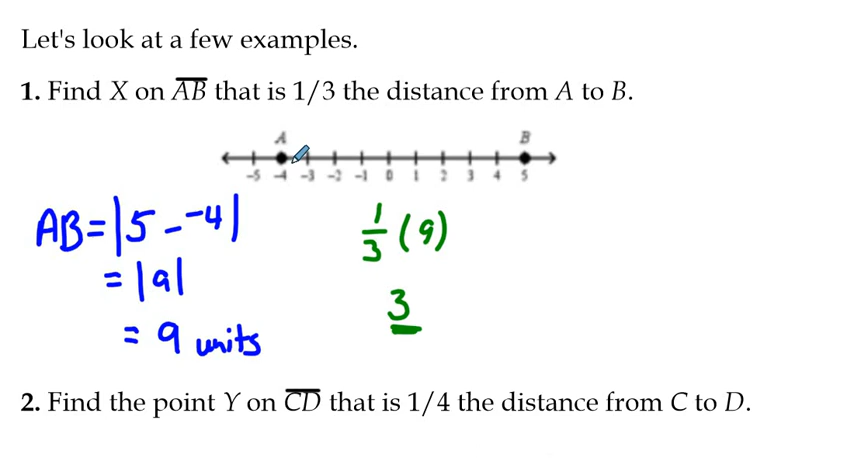 Let's look at a few examples.
1. Find X on AB that is 1/3 the distance from A to B.
A B
-5 -4 -3 -2 -1 0 1 2 3 4 5
AB=|5--4|
=|9|
= 9 units
1/3 (9)
3
2. Find the point Y on CD that is 1/4 the distance from C to D.